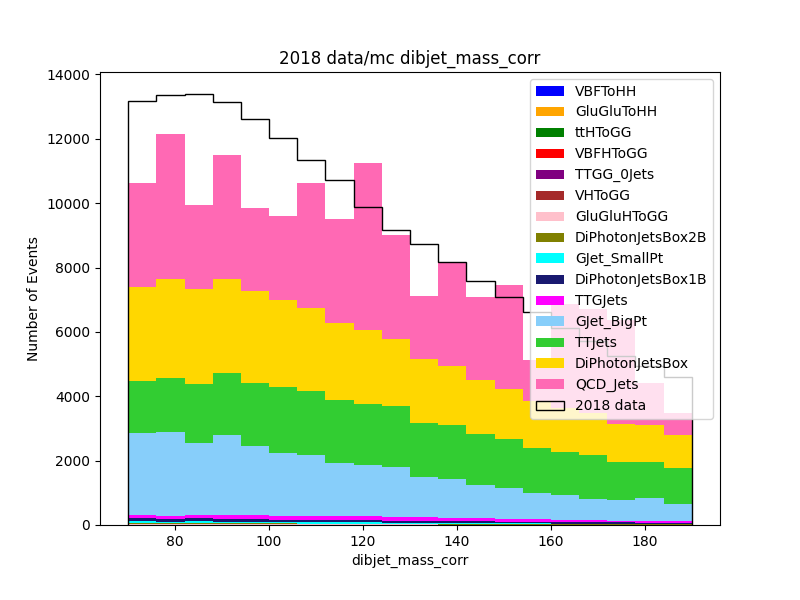 2018 data/mc dibjet_mass_corr
Number of Events
14000
12000
10000
8000
6000
4000
2000
0
80
100
120
140
160
180
dibjet_mass_corr
VBFToHH
GluGluToHH
ttHToGG
VBFHToGG
TTGG_0Jets
VHToGG
GluGluHToGG
DiPhotonJetsBox2B
GJet_SmallPt
DiPhotonJetsBox1B
TTGJets
GJet_BigPt
TTJets
DiPhotonJetsBox
QCD_Jets
2018 data